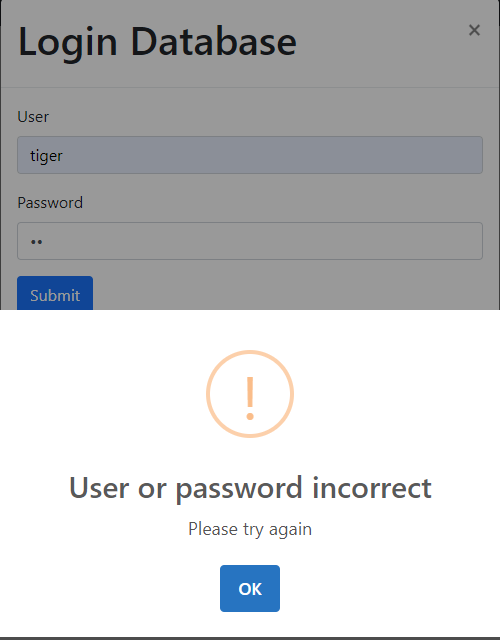 Login Database
×
User
tiger
Password
••
Submit
!
User or password incorrect
Please try again
OK